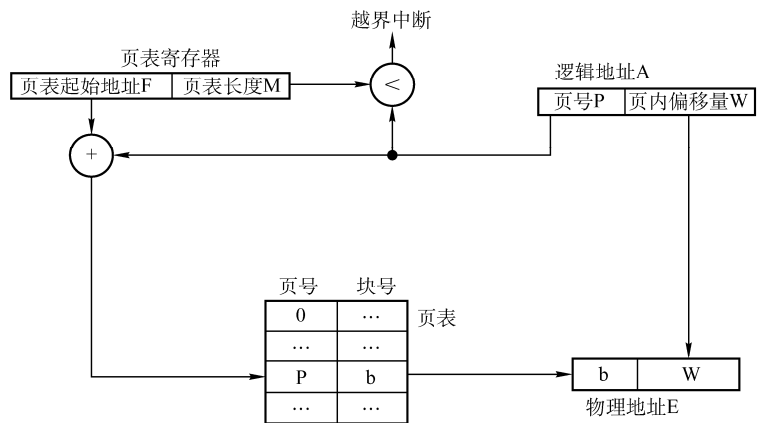 越界中断
页表寄存器
页表起始地址F 页表长度M
<
逻辑地址A
页号P 页内偏移量W
+
页号 块号
0 …
页表
… …
P b
… …
b W
物理地址E